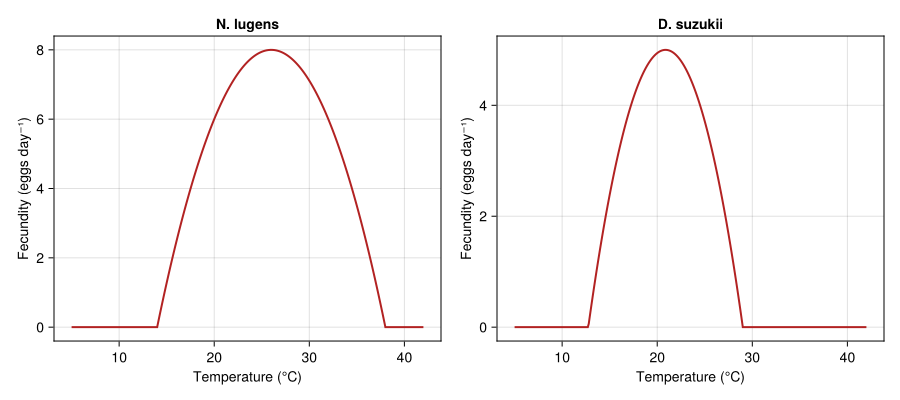 N. lugens
Fecundity (eggs day⁻¹)
8
6
4
2
0
10 20 30 40
Temperature (°C)
D. suzukii
Fecundity (eggs day⁻¹)
4
2
0
10 20 30 40
Temperature (°C)